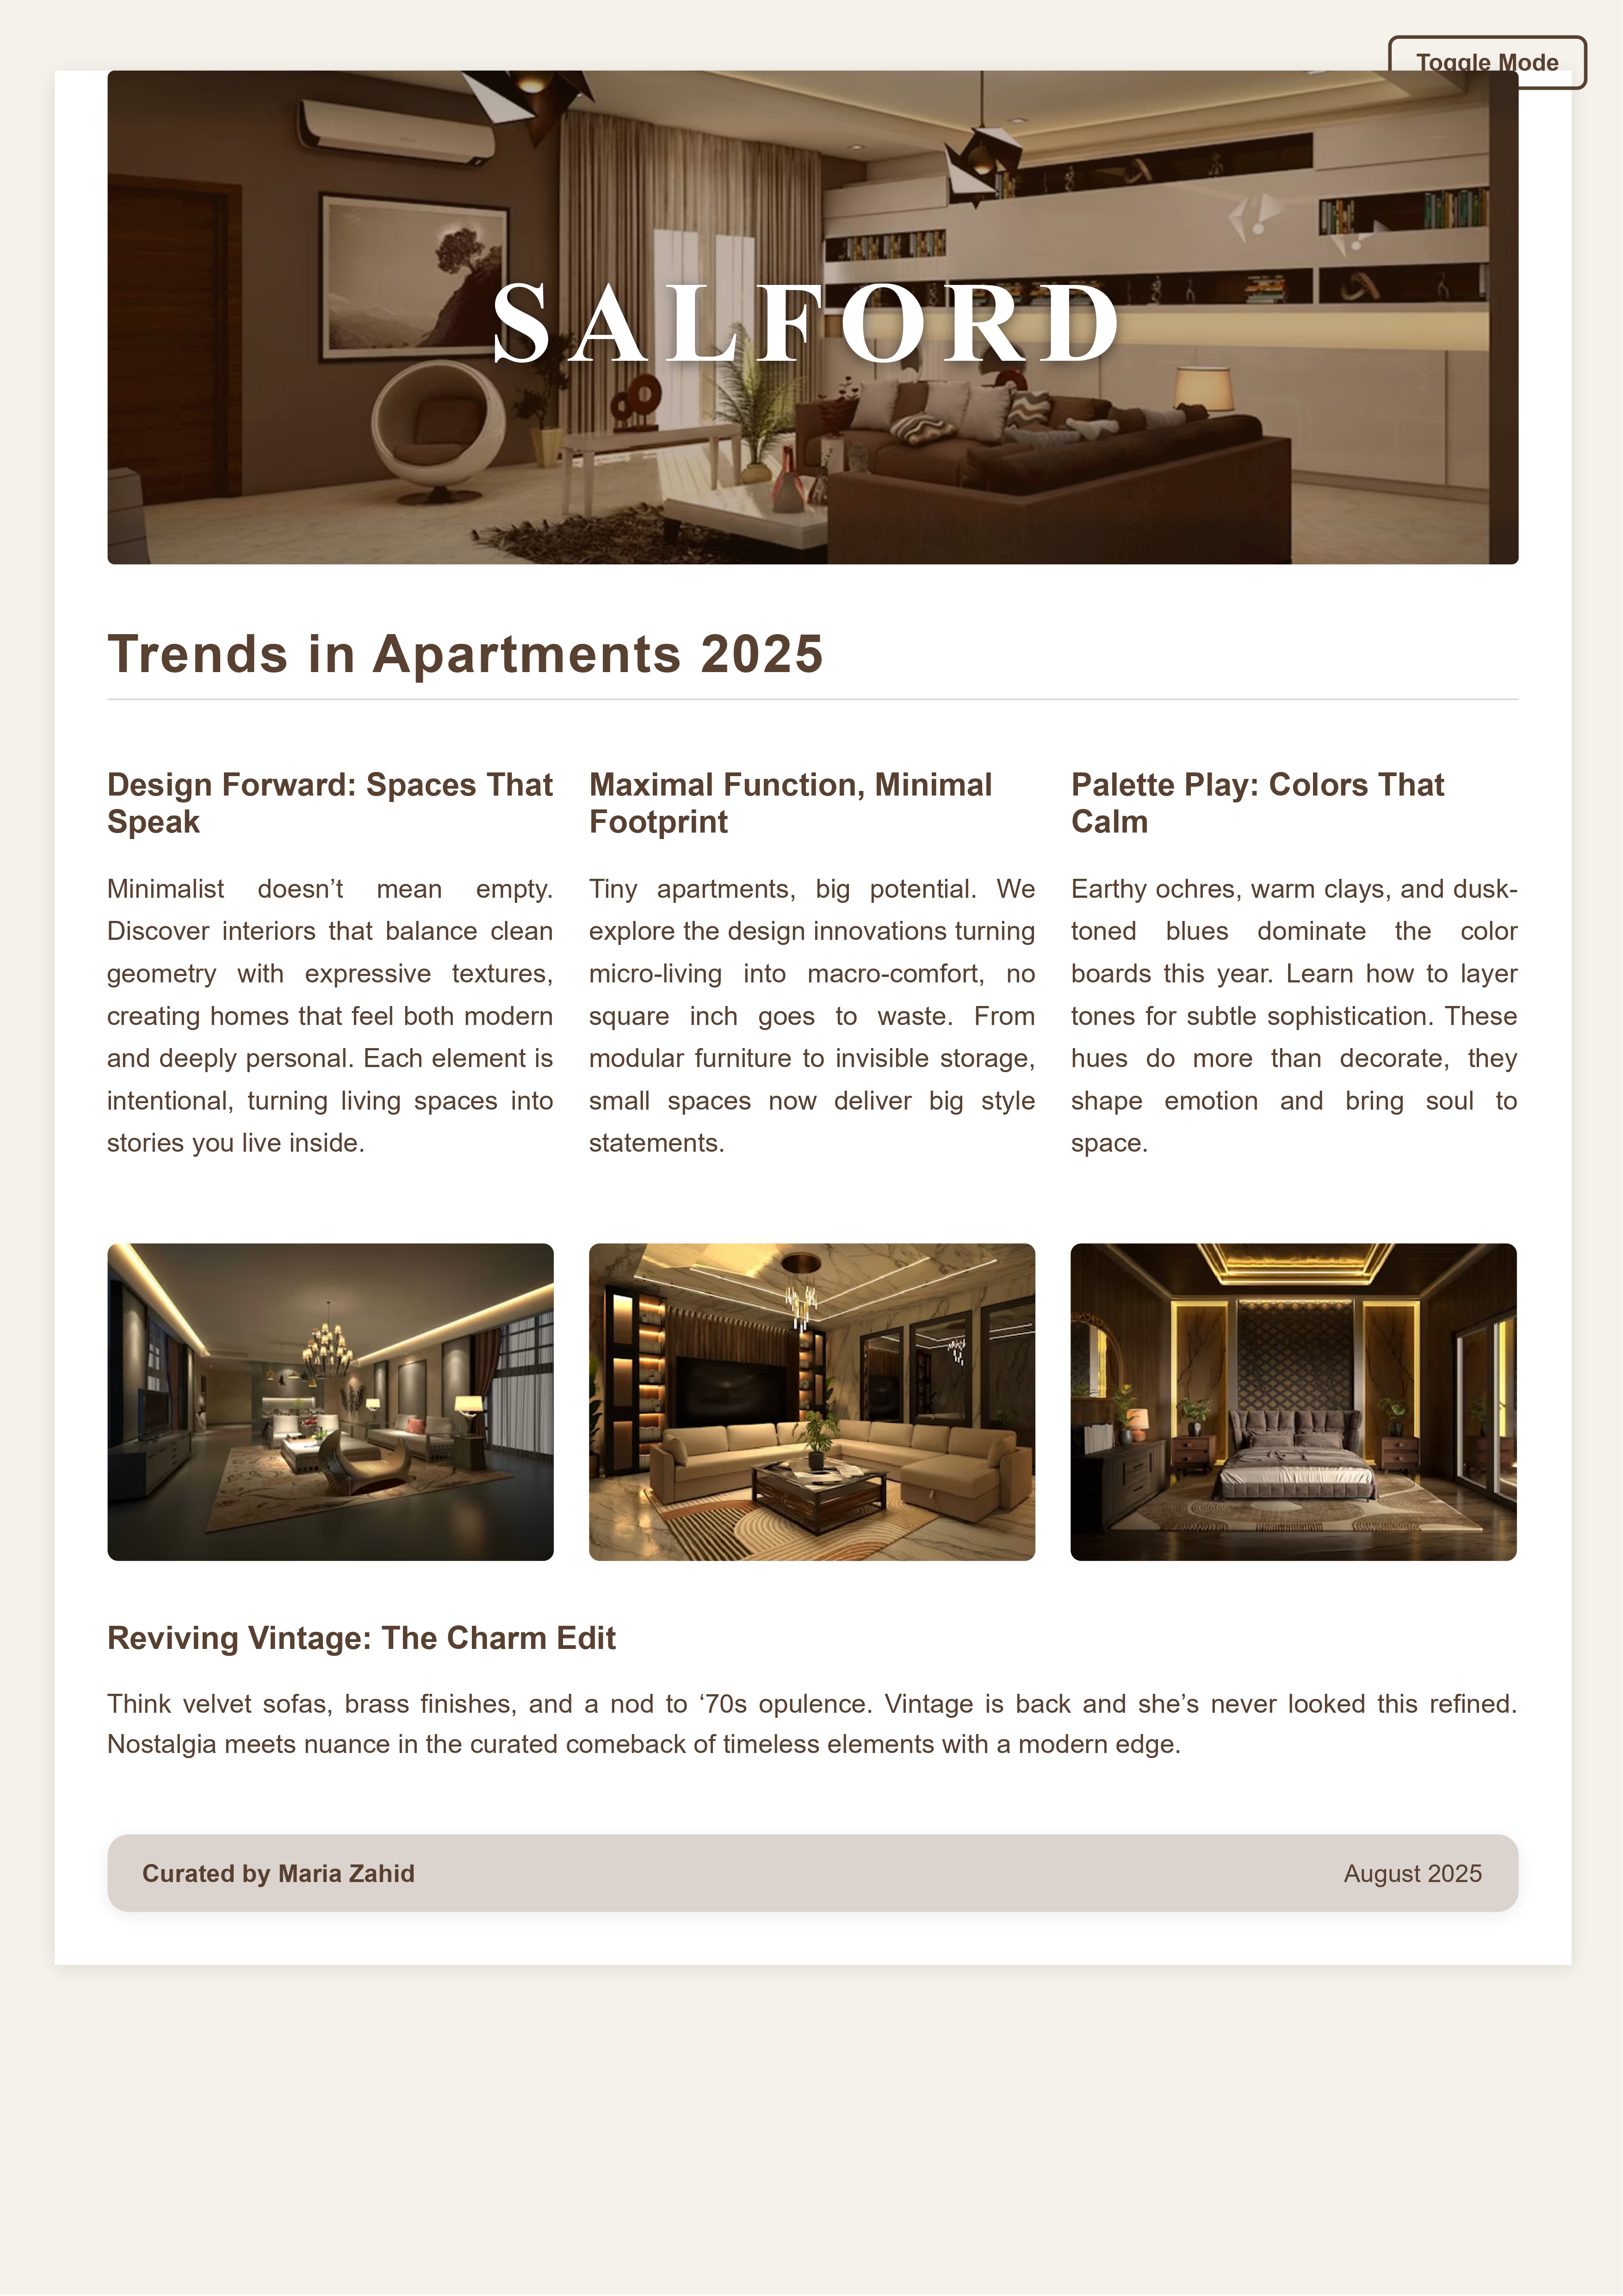 Toggle Mode
SALFORD
Trends in Apartments 2025
Design Forward: Spaces That
Speak
Minimalist doesn’t mean empty.
Discover interiors that balance clean
geometry with expressive textures,
creating homes that feel both modern
and deeply personal. Each element is
intentional, turning living spaces into
stories you live inside.
Maximal Function, Minimal
Footprint
Tiny apartments, big potential. We
explore the design innovations turning
micro-living into macro-comfort, no
square inch goes to waste. From
modular furniture to invisible storage,
small spaces now deliver big style
statements.
Palette Play: Colors That
Calm
Earthy ochres, warm clays, and dusk-
toned blues dominate the color
boards this year. Learn how to layer
tones for subtle sophistication. These
hues do more than decorate, they
shape emotion and bring soul to
space.
Reviving Vintage: The Charm Edit
Think velvet sofas, brass finishes, and a nod to ‘70s opulence. Vintage is back and she’s never looked this refined.
Nostalgia meets nuance in the curated comeback of timeless elements with a modern edge.
Curated by Maria Zahid
August 2025